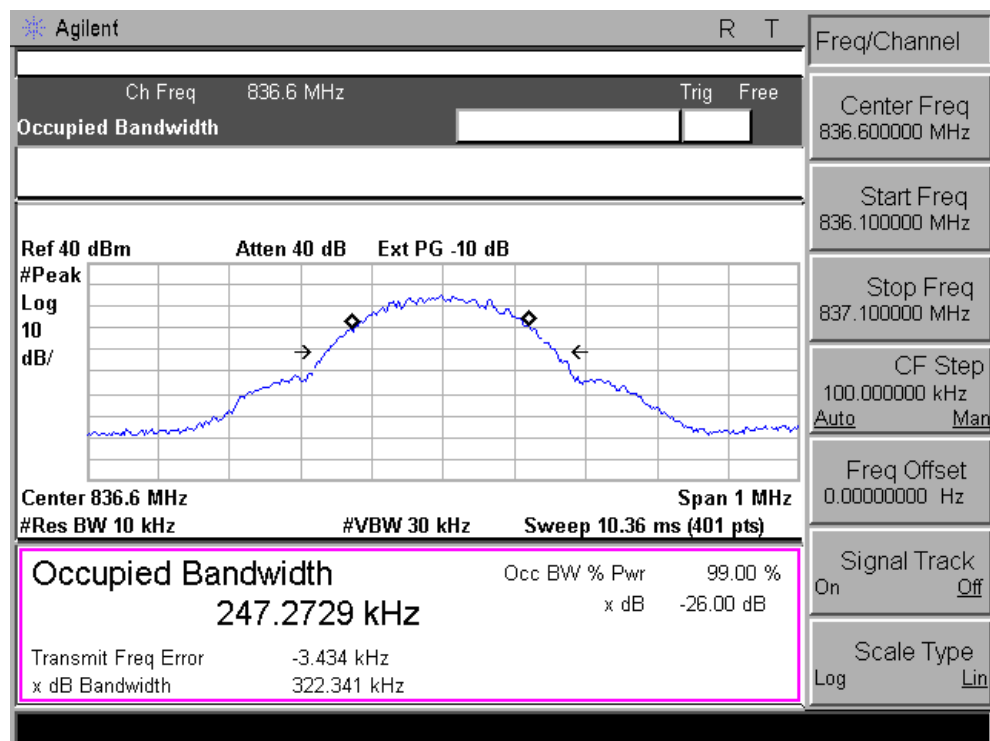 Agilent R T
Ch Freq 836.6 MHz Trig Free
Occupied Bandwidth
Ref 40 dBm Atten 40 dB Ext PG -10 dB
#Peak
Log
10
dB/
Center 836.6 MHz Span 1 MHz
#Res BW 10 kHz #VBW 30 kHz Sweep 10.36 ms (401 pts)
Occupied Bandwidth
247.2729 kHz
Occ BW % Pwr 99.00 %
x dB -26.00 dB
Transmit Freq Error -3.434 kHz
x dB Bandwidth 322.341 kHz
Freq/Channel
Center Freq
836.600000 MHz
Start Freq
836.100000 MHz
Stop Freq
837.100000 MHz
CF Step
100.000000 kHz
Auto Man
Freq Offset
0.00000000 Hz
Signal Track
On Off
Scale Type
Log Lin